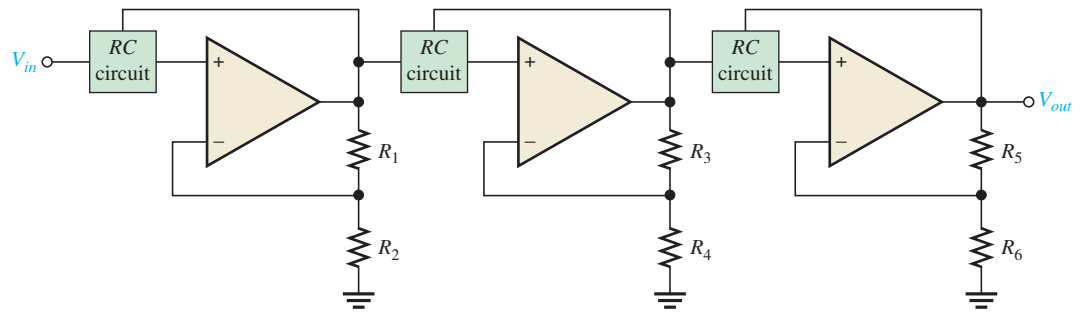 RC
circuit
RC
circuit
RC
circuit
V_in
+
+
+
V_out
−
−
−
R_1
R_3
R_5
R_2
R_4
R_6